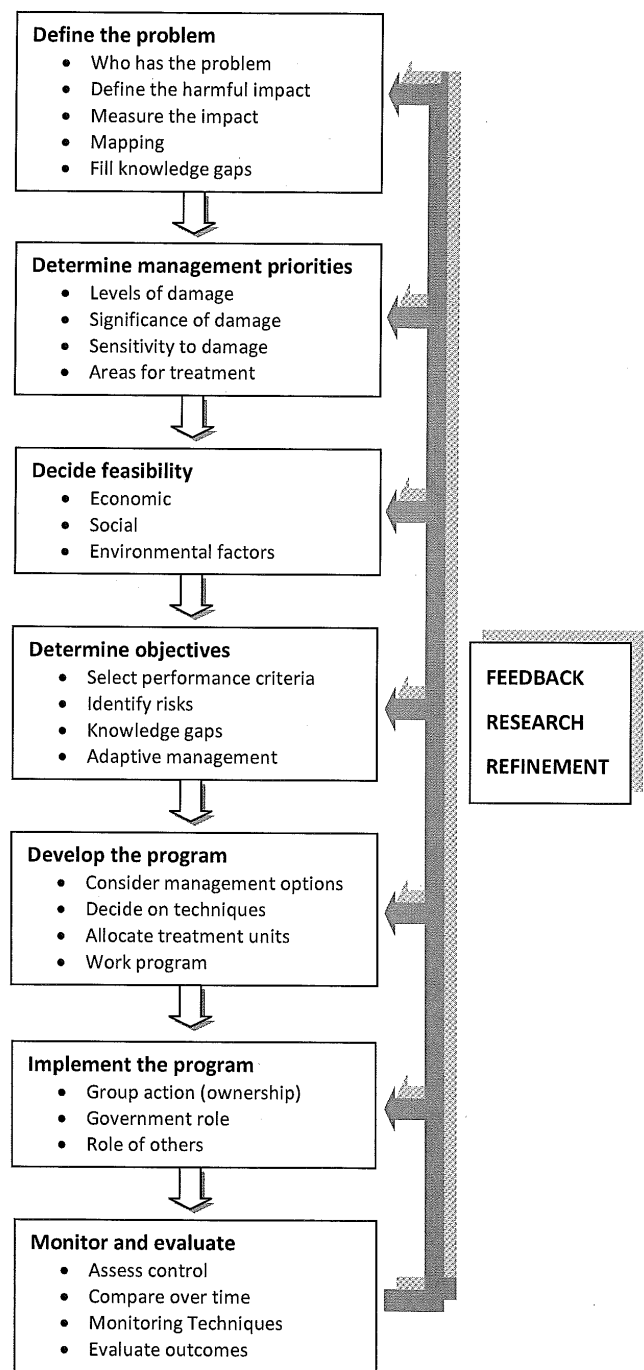 Define the problem
• Who has the problem
• Define the harmful impact
• Measure the impact
• Mapping
• Fill knowledge gaps
Determine management priorities
• Levels of damage
• Significance of damage
• Sensitivity to damage
• Areas for treatment
Decide feasibility
• Economic
• Social
• Environmental factors
Determine objectives
• Select performance criteria
• Identify risks
• Knowledge gaps
• Adaptive management
Develop the program
• Consider management options
• Decide on techniques
• Allocate treatment units
• Work program
Implement the program
• Group action (ownership)
• Government role
• Role of others
Monitor and evaluate
• Assess control
• Compare over time
• Monitoring Techniques
• Evaluate outcomes
FEEDBACK
RESEARCH
REFINEMENT